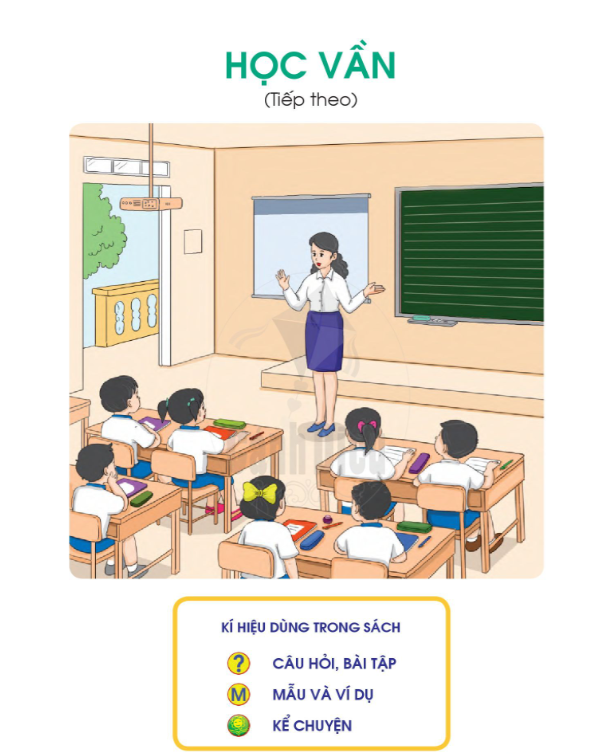 HỌC VẦN
(Tiếp theo)
KÍ HIỆU DÙNG TRONG SÁCH
? CÂU HỎI, BÀI TẬP
M MẪU VÀ VÍ DỤ
KỂ CHUYỆN